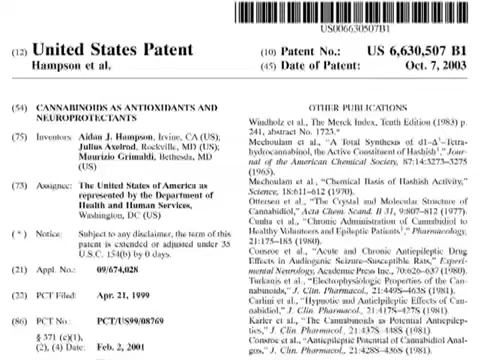 US006630507B1
(12) United States Patent
Hampson et al.
(10) Patent No.: US 6,630,507 B1
(45) Date of Patent: Oct. 7, 2003
(54) CANNABINOIDS AS ANTIOXIDANTS AND
NEUROPROTECTANTS
(75) Inventors: Aidan J. Hampson, Irvine, CA (US);
Julius Axelrod, Rockville, MD (US);
Maurizio Grimaldi, Bethesda, MD
(US)
(73) Assignee: The United States of America as
represented by the Department of
Health and Human Services,
Washington, DC (US)
( * ) Notice: Subject to any disclaimer, the term of this
patent is extended or adjusted under 35
U.S.C. 154(b) by 0 days.
(21) Appl. No.: 09/674,028
(22) PCT Filed: Apr. 21, 1999
(86) PCT No.: PCT/US99/08769
§ 371 (c)(1),
(2), (4) Date: Feb. 2, 2001
OTHER PUBLICATIONS
Windholz et al., The Merck Index, Tenth Edition (1983) p.
241, abstract No. 1723.*
Mechoulam et al., "A Total Synthesis of d1-Δ1-Tetra-
hydrocannabinol, the Active Constituent of Hashish1," Jour-
nal of the American Chemical Society, 87:14:3273-3275
(1965).
Mechoulam et al., "Chemical Basis of Hashish Activity,"
Science, 18:611-612 (1970).
Ottersen et al., "The Crystal and Molecular Structure of
Cannabidiol," Acta Chem. Scand. B 31, 9:807-812 (1977).
Cunha et al., "Chronic Administration of Cannabidiol to
Healthy Volunteers and Epileptic Patients1," Pharmacology,
21:175-185 (1980).
Consroe et al., "Acute and Chronic Antiepileptic Drug
Effects in Audiogenic Seizure-Susceptible Rats," Experi-
mental Neurology, Academic Press Inc., 70:626-637 (1980).
Turkanis et al., "Electrophysiologic Properties of the Can-
nabinoids," J. Clin. Pharmacol., 21:449S-463S (1981).
Carlini et al., "Hypnotic and Antiepileptic Effects of Can-
nabidiol," J. Clin. Pharmacol., 21:417S-427S (1981).
Karler et al., "The Cannabinoids as Potential Antiepilep-
tics," J. Clin. Pharmacol., 21:437S-448S (1981).
Consroe et al., "Antiepileptic Potential of Cannabidiol Anal-
gos," J. Clin. Pharmacol., 21:428S-436S (1981).